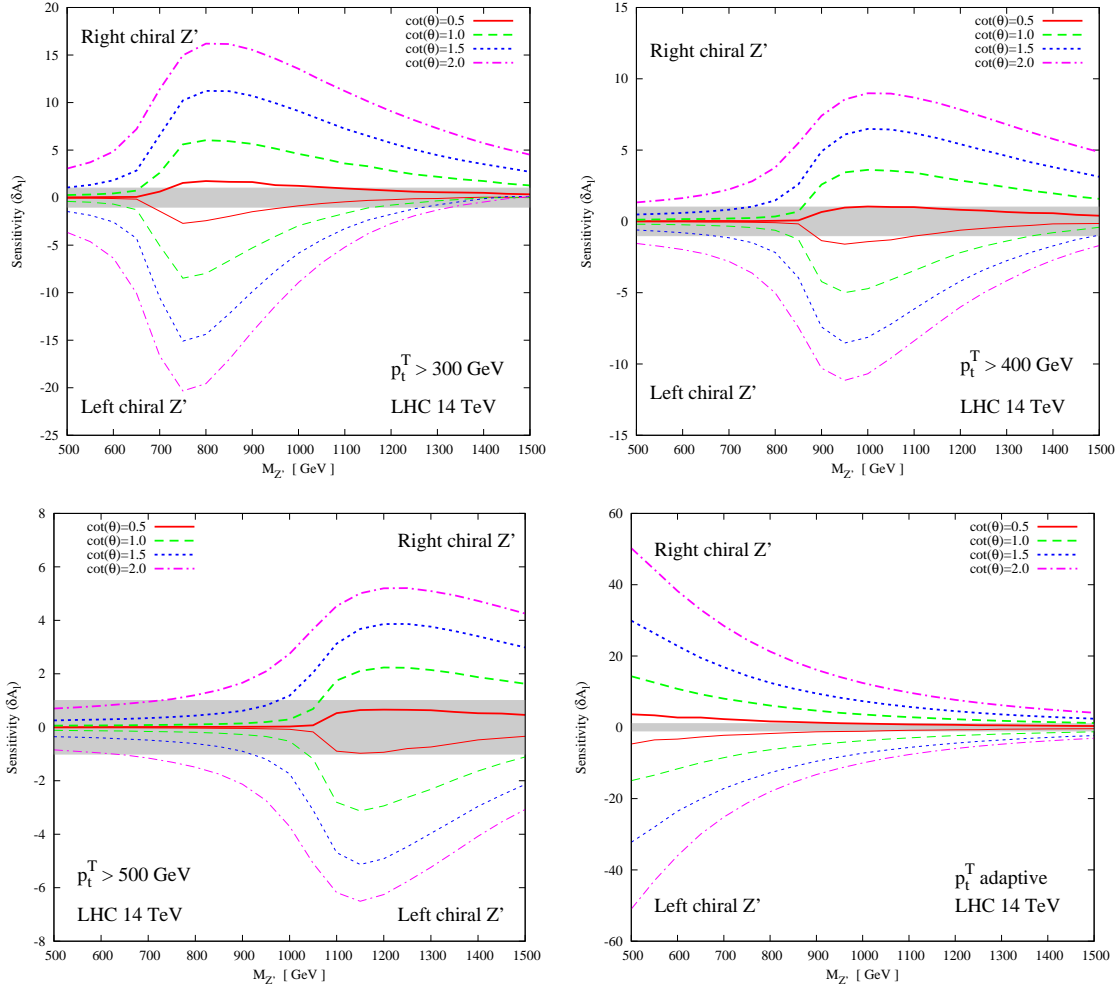 20
15
10
5
0
-5
-10
-15
-20
-25
500 600 700 800 900 1000 1100 1200 1300 1400 1500
Sensitivity (δA_l)
M_Z' [ GeV ]
Right chiral Z'
cot(θ)=0.5
cot(θ)=1.0
cot(θ)=1.5
cot(θ)=2.0
p_t^T > 300 GeV
Left chiral Z'
LHC 14 TeV
15
10
5
0
-5
-10
-15
500 600 700 800 900 1000 1100 1200 1300 1400 1500
Sensitivity (δA_l)
M_Z' [ GeV ]
Right chiral Z'
cot(θ)=0.5
cot(θ)=1.0
cot(θ)=1.5
cot(θ)=2.0
p_t^T > 400 GeV
Left chiral Z'
LHC 14 TeV
8
6
4
2
0
-2
-4
-6
-8
500 600 700 800 900 1000 1100 1200 1300 1400 1500
Sensitivity (δA_l)
M_Z' [ GeV ]
cot(θ)=0.5
cot(θ)=1.0
cot(θ)=1.5
cot(θ)=2.0
Right chiral Z'
p_t^T > 500 GeV
LHC 14 TeV
Left chiral Z'
60
40
20
0
-20
-40
-60
500 600 700 800 900 1000 1100 1200 1300 1400 1500
Sensitivity (δA_l)
M_Z' [ GeV ]
Right chiral Z'
cot(θ)=0.5
cot(θ)=1.0
cot(θ)=1.5
cot(θ)=2.0
p_t^T adaptive
Left chiral Z'
LHC 14 TeV